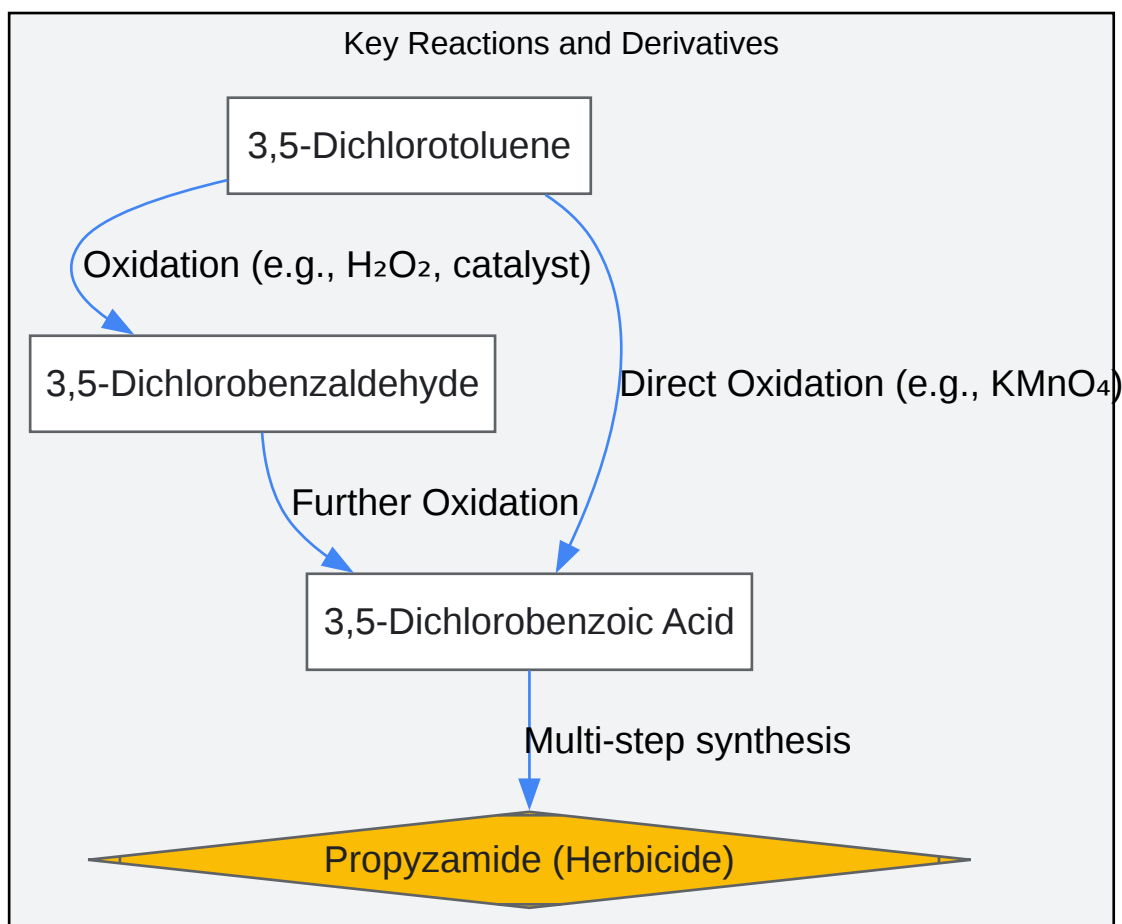 Key Reactions and Derivatives
3,5-Dichlorotoluene
Oxidation (e.g., H₂O₂, catalyst)
3,5-Dichlorobenzaldehyde
Direct Oxidation (e.g., KMnO₄)
Further Oxidation
3,5-Dichlorobenzoic Acid
Multi-step synthesis
Propyzamide (Herbicide)